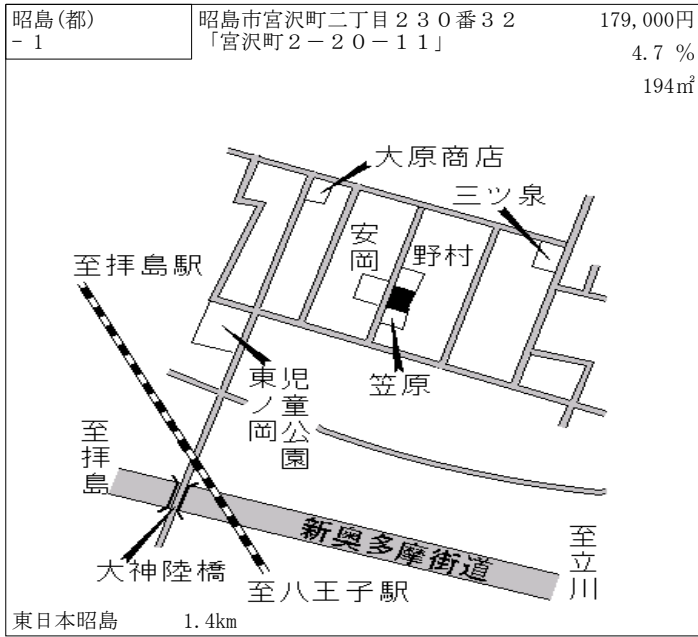 昭島(都)
－１
昭島市宮沢町二丁目２３０番３２
「宮沢町２－２０－１１」
179,000円
4.7 %
194㎡
大原商店
三ツ泉
安岡
野村
至拝島駅
笠原
東ノ岡
児童公園
至拝島
新奥多摩街道
至立川
大神陸橋
至八王子駅
東日本昭島 1.4km